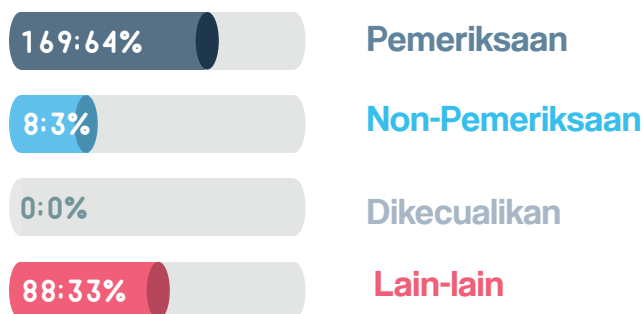 169:64% Pemeriksaan
8:3% Non-Pemeriksaan
0:0% Dikecualikan
88:33% Lain-lain